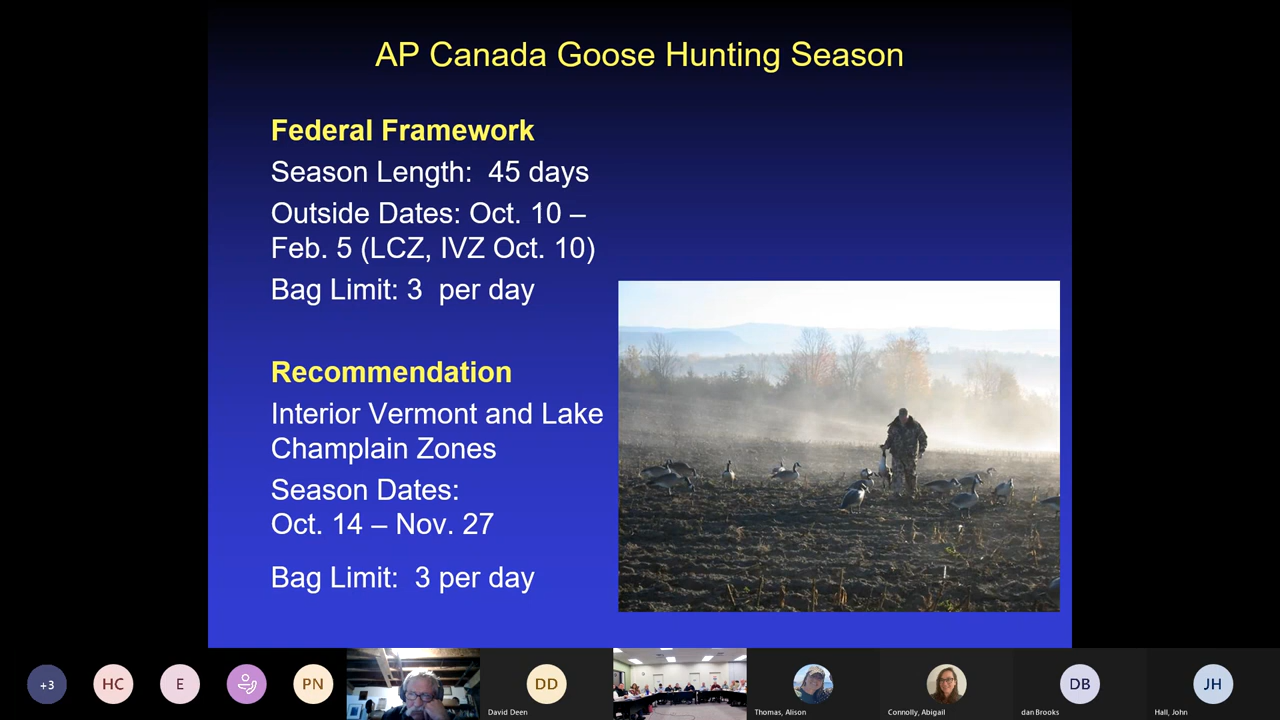 AP Canada Goose Hunting Season
Federal Framework
Season Length:  45 days
Outside Dates: Oct. 10 –
Feb. 5 (LCZ, IVZ Oct. 10)
Bag Limit: 3  per day
Recommendation
Interior Vermont and Lake
Champlain Zones
Season Dates:
Oct. 14 – Nov. 27
Bag Limit:  3 per day
+3
HC
E
PN
DD
DB
JH
David Deen
Thomas, Alison
Connolly, Abigail
dan Brooks
Hall, John